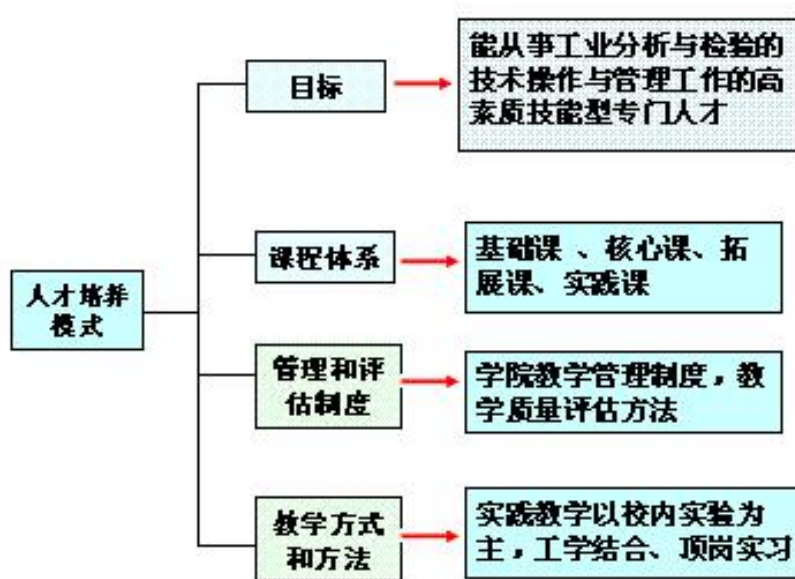 目标
能从事工业分析与检验的
技术操作与管理工作的高
素质技能型专门人才
人才培养
模式
课程体系
基础课 、核心课、拓
展课、实践课
管理和评
估制度
学院教学管理制度，教
学质量评估方法
教学方式
和方法
实践教学以校内实验为
主，工学结合、顶岗实习